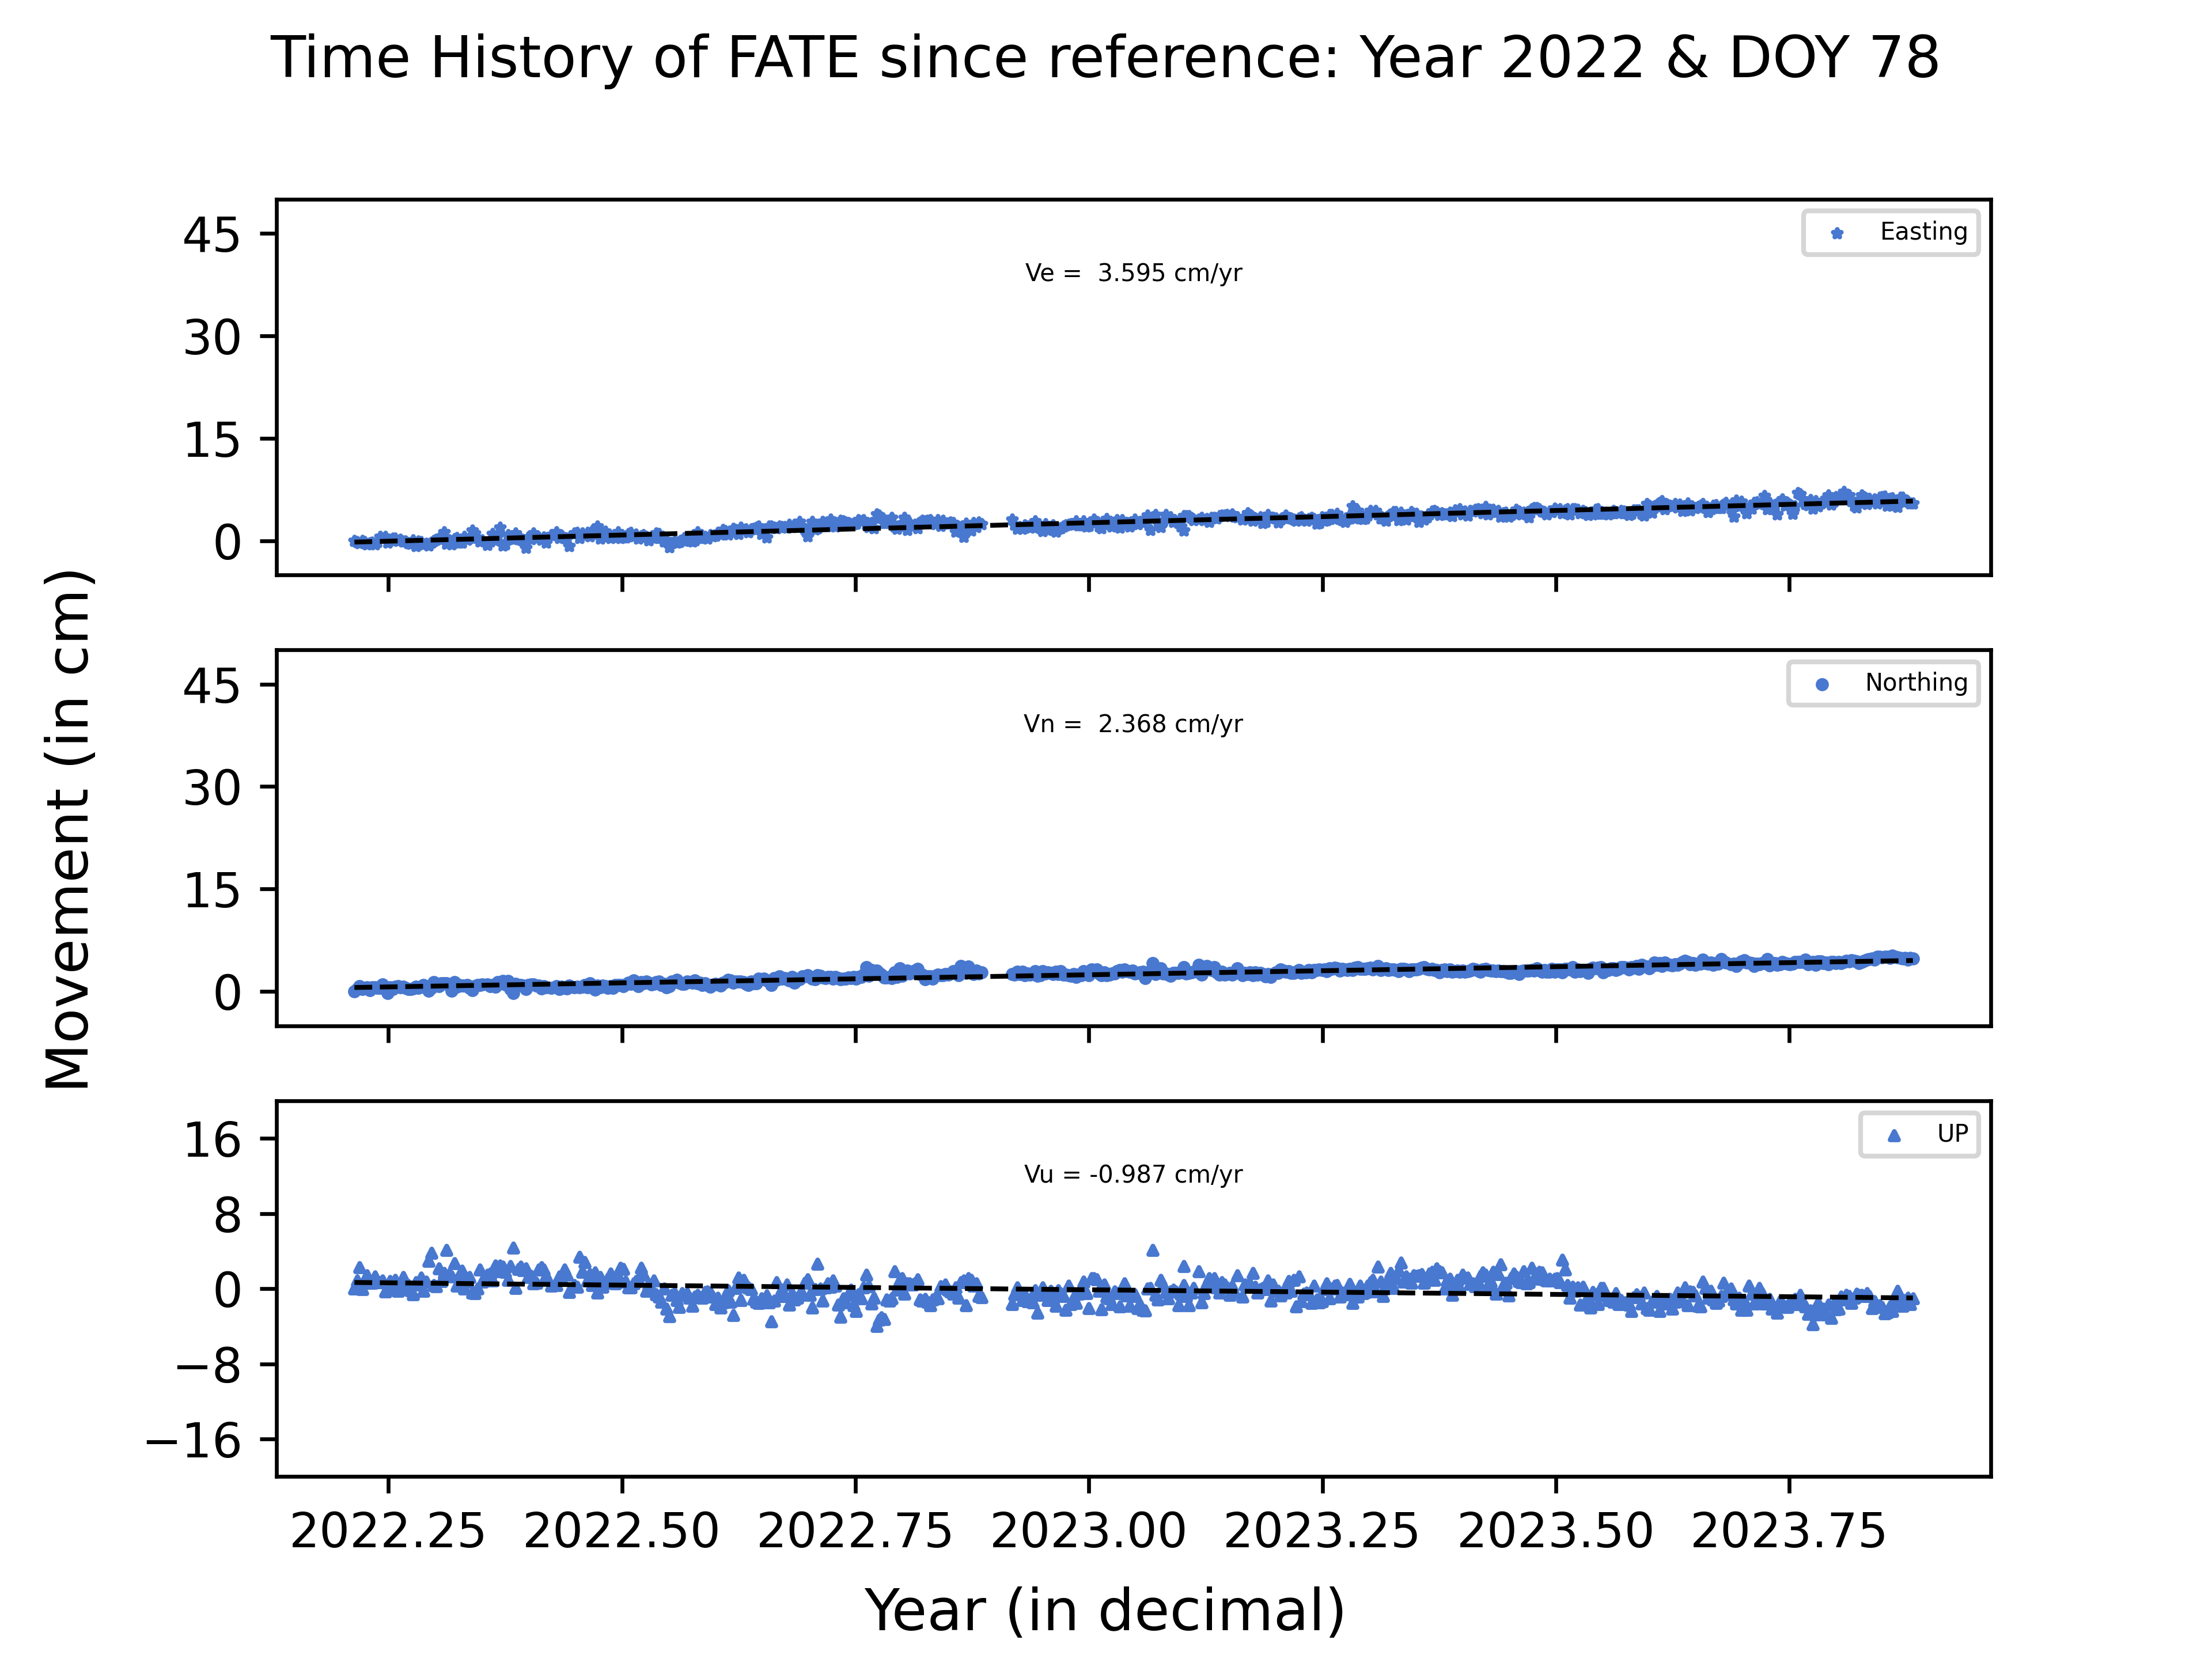 Time History of FATE since reference: Year 2022 & DOY 78
Movement (in cm)
45
30
15
0
Easting
Ve =  3.595 cm/yr
45
30
15
0
Northing
Vn =  2.368 cm/yr
16
8
0
−8
−16
UP
Vu = -0.987 cm/yr
2022.25 2022.50 2022.75 2023.00 2023.25 2023.50 2023.75
Year (in decimal)